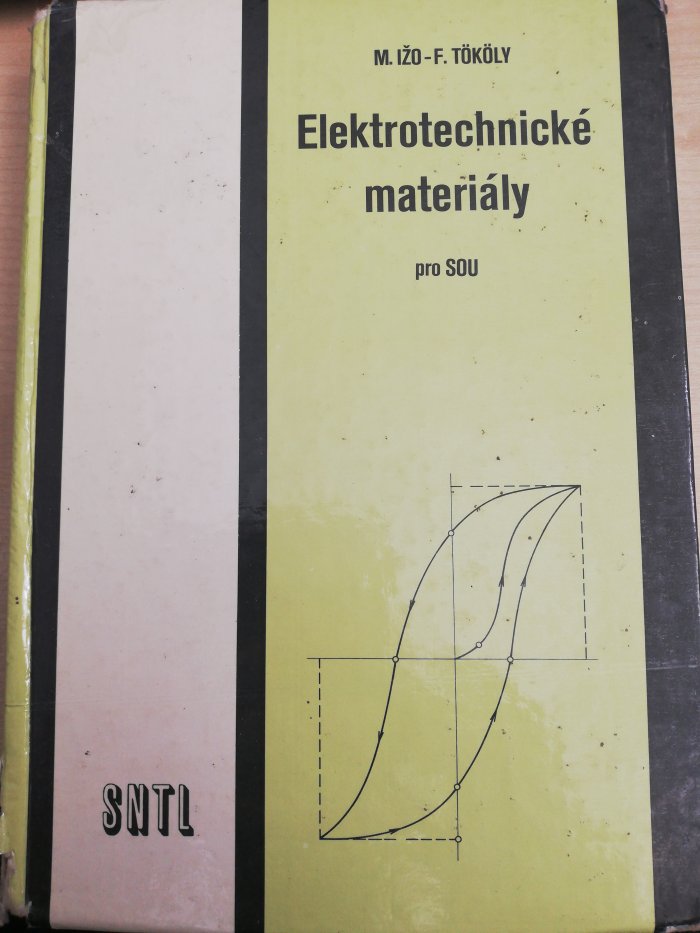 M. IŽO – F. TÖKÖLY
Elektrotechnické
materiály
pro SOU
SNTL